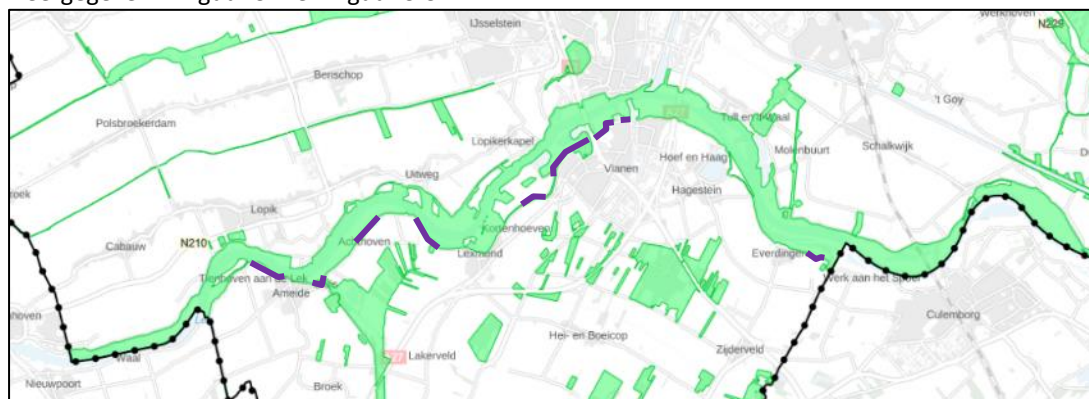 IJsselstein
Werkhoven
N229
Benschop
't Goy
Polsbroekerdam
Tull en 't Waal
Lopikerkapel
Molenbuurt
Schalkwijk
Hoef en Haag
Vianen
Uitweg
Hagestein
Lopik
Cabauw
N210
Achthoven
Lexmond
Everdingen
Tienhoven aan de Lek
Werk aan het Spoel
Ameide
Culemborg
Hei- en Boeicop
Zijderveld
Lakerveld
Waal
Nieuwpoort
Broek